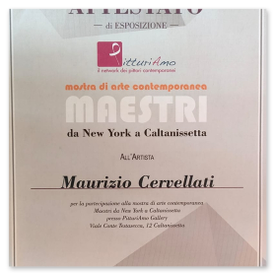 ATTESTATO
di ESPOSIZIONE
PitturiAmo
il network dei pittori contemporanei
mostra di arte contemporanea
MAESTRI
da New York a Caltanissetta
ALL'ARTISTA
Maurizio Cervellati
per la partecipazione alla mostra di arte contemporanea
Maestri da New York a Caltanissetta
presso PitturiAmo Gallery
Viale Conte Testasecca, 12 Caltanissetta